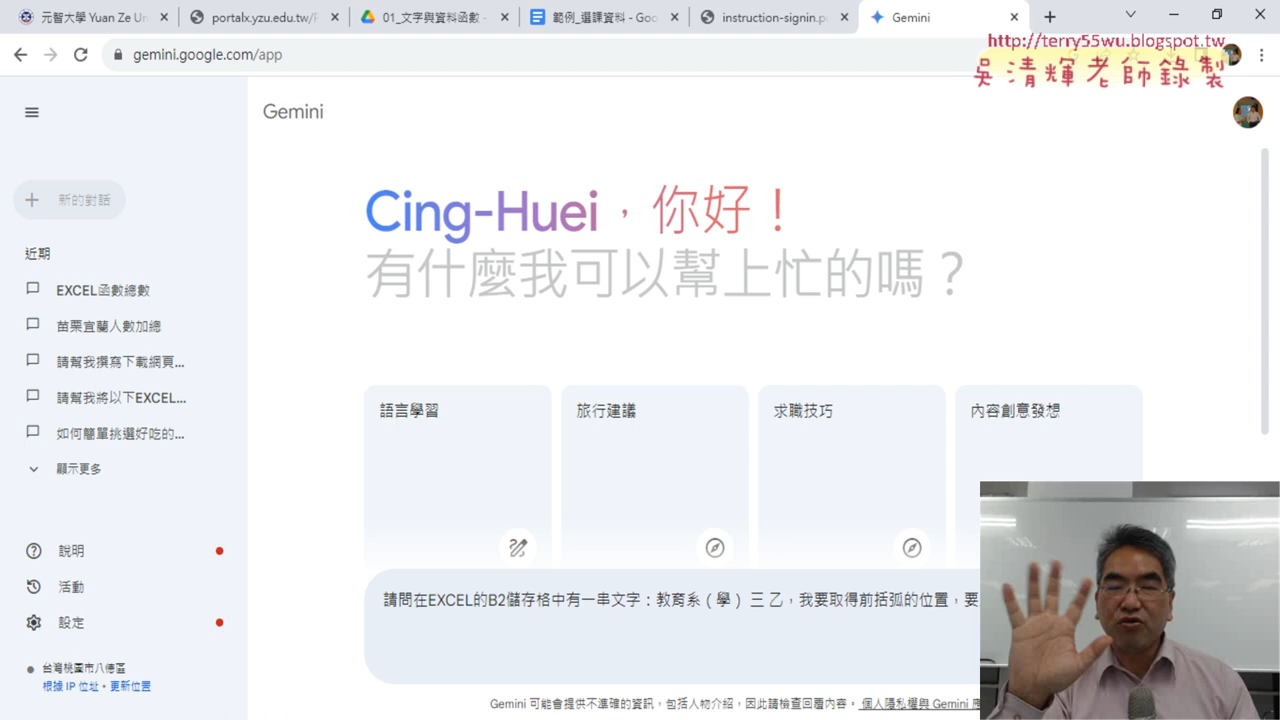 元智大學 Yuan Ze Un
portalx.yzu.edu.tw/P
01_文字與資料函數 -
範例_選課資料 - Goo
instruction-signin.p
Gemini
http://terry55wu.blogspot.tw
gemini.google.com/app
吳清輝老師錄製
Gemini
新的對話
Cing-Huei，你好！
有什麼我可以幫上忙的嗎？
近期
EXCEL函數總數
苗栗宜蘭人數加總
請幫我撰寫下載網頁...
請幫我將以下EXCEL...
如何簡單挑選好吃的...
顯示更多
語言學習
旅行建議
求職技巧
內容創意發想
說明
活動
設定
請問在EXCEL的B2儲存格中有一串文字：教育系（學） 三 乙，我要取得前括弧的位置，要
台灣桃園市八德區
根據 IP 位址 • 更新位置
Gemini 可能會提供不準確的資訊，包括人物介紹，因此請檢查回覆內容。 個人隱私權與 Gemini 應